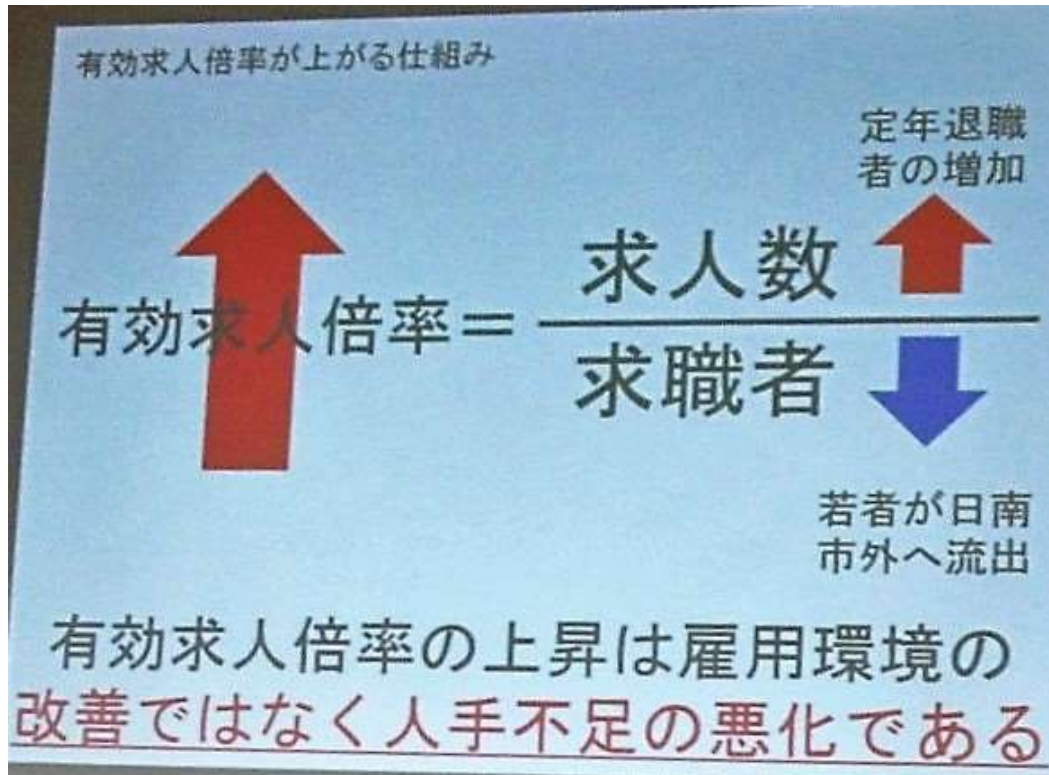 有効求人倍率が上がる仕組み
定年退職
者の増加
有効求人倍率=求人数
求職者
若者が日南
市外へ流出
有効求人倍率の上昇は雇用環境の
改善ではなく人手不足の悪化である